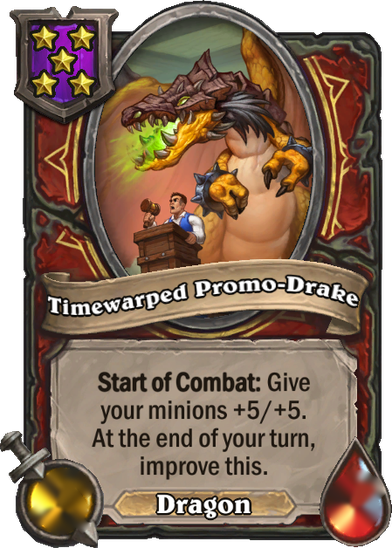 Timewarped Promo-Drake
Start of Combat: Give
your minions +5/+5.
At the end of your turn,
improve this.
Dragon